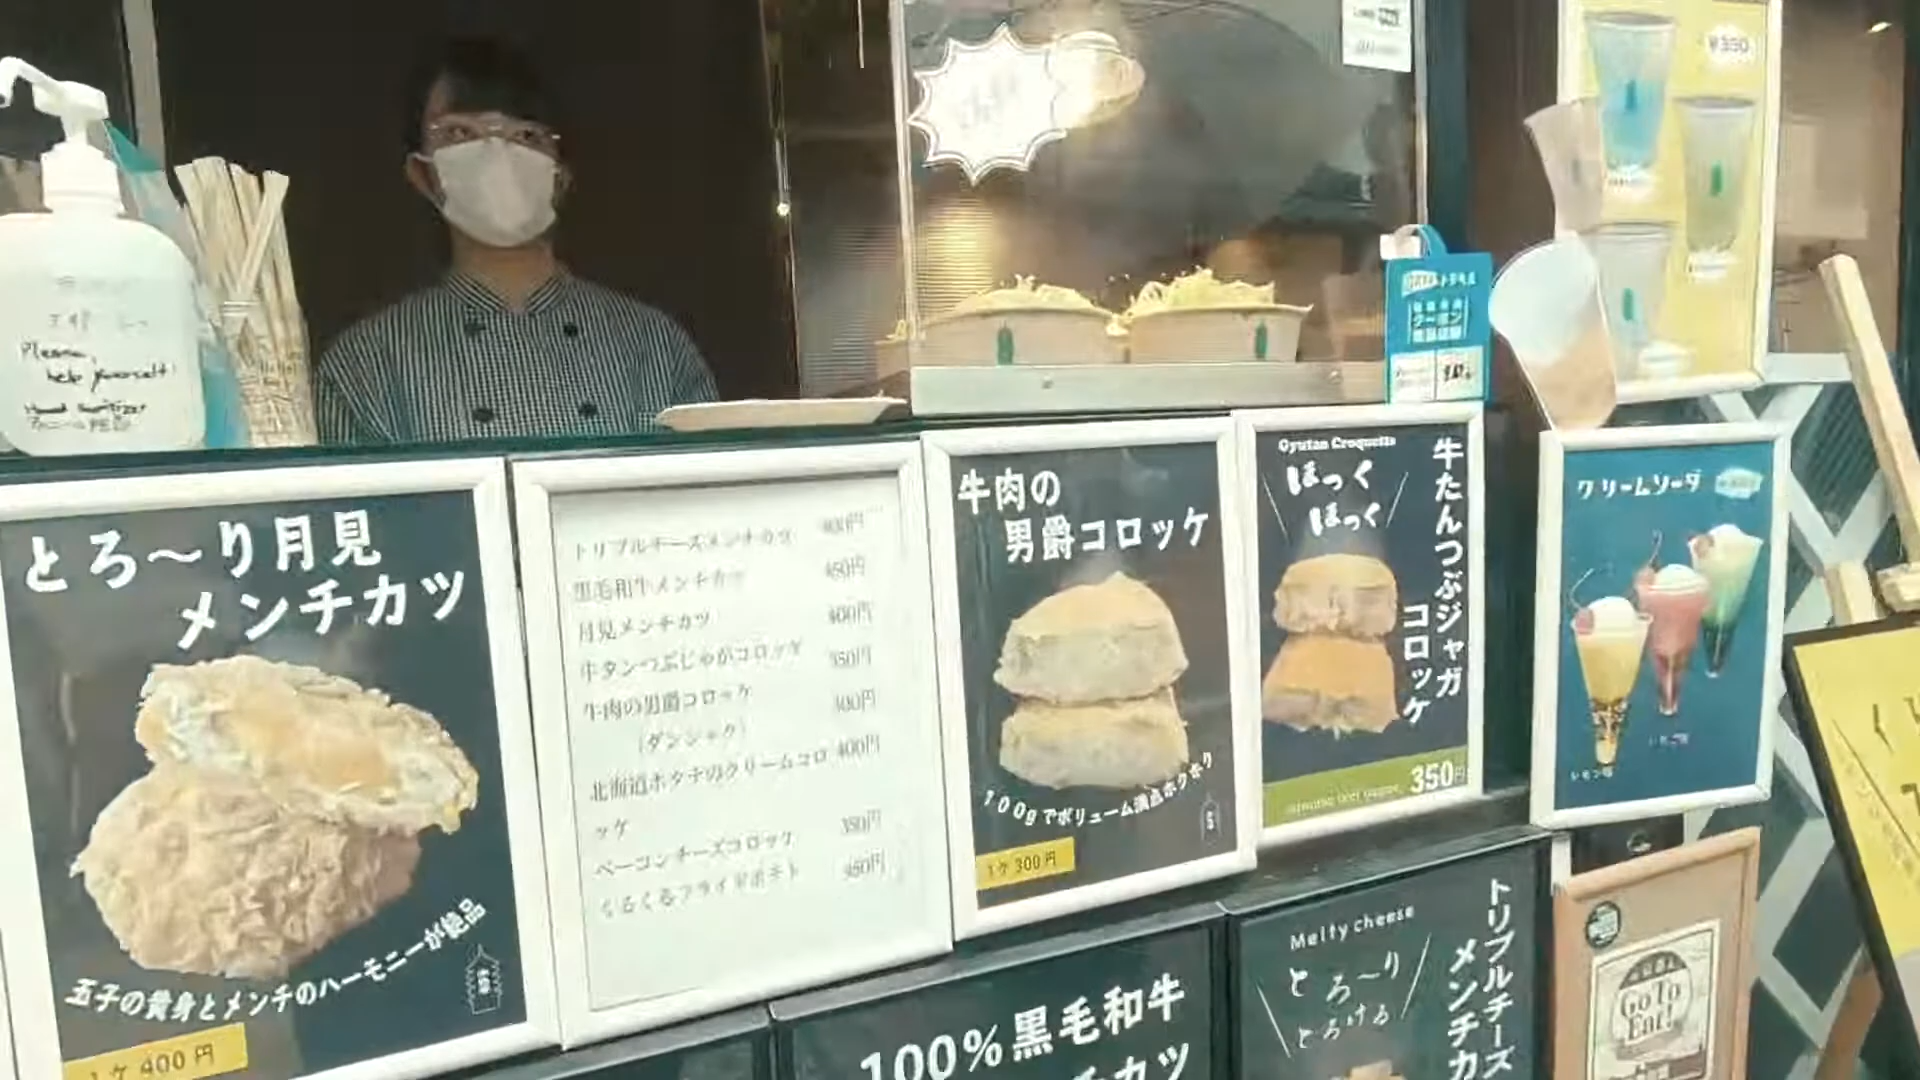 Please,
help yourself!
とろ〜り月見
メンチカツ
玉子の黄身とメンチのハーモニーが絶品
1ケ 400円
トリプルチーズメンチカツ 400円
黒毛和牛メンチカツ 450円
月見メンチカツ 400円
牛タンつぶじゃがコロッケ 350円
牛肉の男爵コロッケ 300円
(ダンシャク)
北海道ホタテのクリームコロ 400円
ッケ
ベーコンチーズコロッケ 350円
くるくるフライドポテト 350円
牛肉の
男爵コロッケ
100gでボリューム満点ホクホク
1ケ300円
Gyutan Croquette
ほっく
ほっく
牛たんつぶジャガ
コロッケ
350円
クリームソーダ
¥350
クーポン
100%黒毛和牛
チカツ
Melty cheese
とろ〜り
とろける
トリプルチーズ
メンチカ
Go To
Eat!